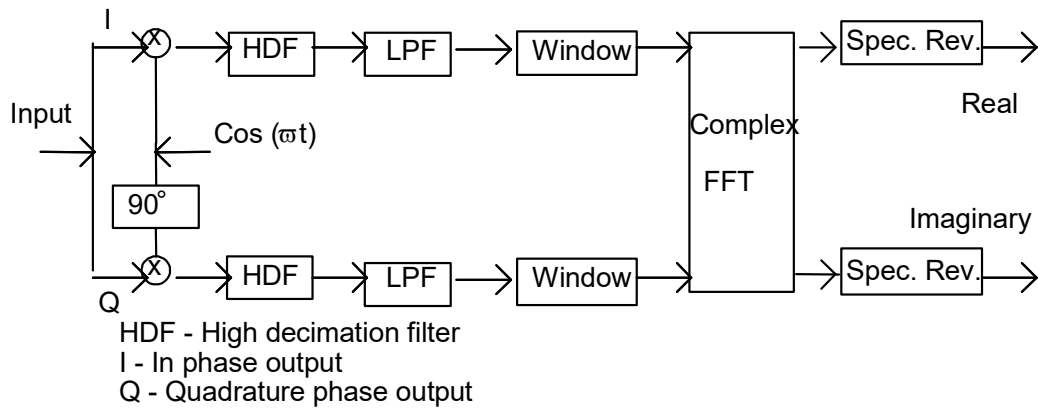 I
X
HDF
LPF
Window
Spec. Rev.
Input
Cos (ϖt)
Complex
FFT
Real
90°
Imaginary
X
HDF
LPF
Window
Spec. Rev.
Q
HDF - High decimation filter
I - In phase output
Q - Quadrature phase output